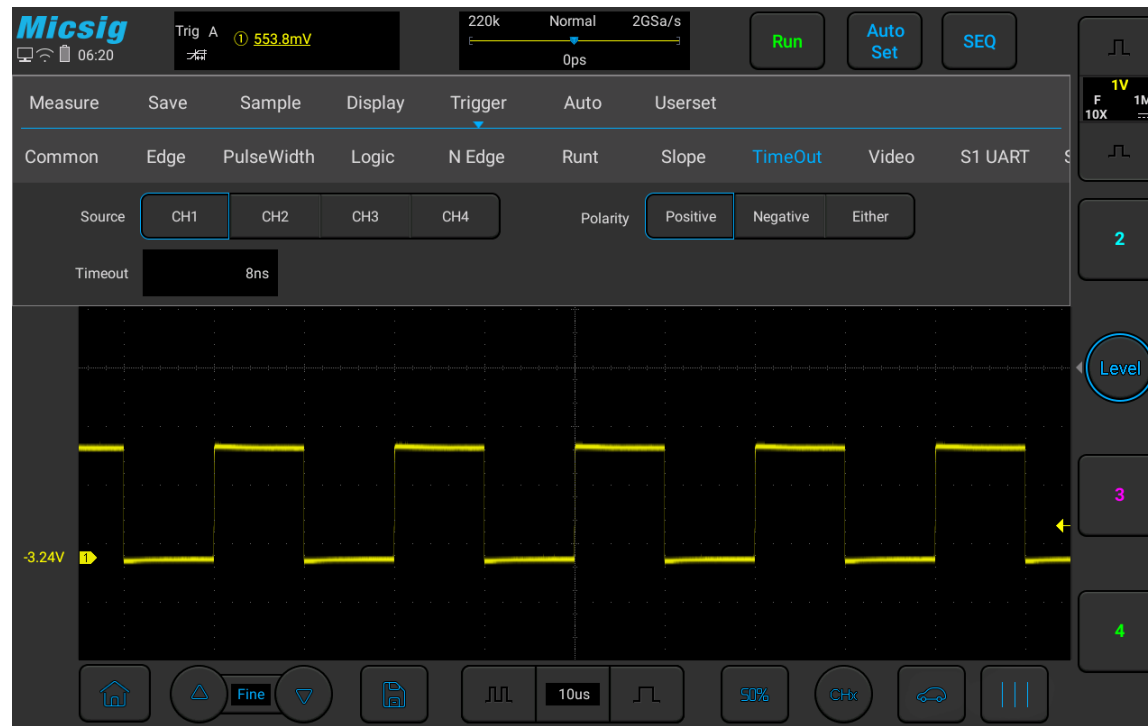 Micsig
06:20
Trig A ① 553.8mV
220k Normal 2GSa/s
0ps
Run
Auto
Set
SEQ
Measure Save Sample Display Trigger Auto Userset
1V
F 1M
10X
Common Edge PulseWidth Logic N Edge Runt Slope TimeOut Video S1 UART
Source CH1 CH2 CH3 CH4 Polarity Positive Negative Either
2
Timeout 8ns
Level
3
-3.24V 1
4
Fine 10us 50% CHx